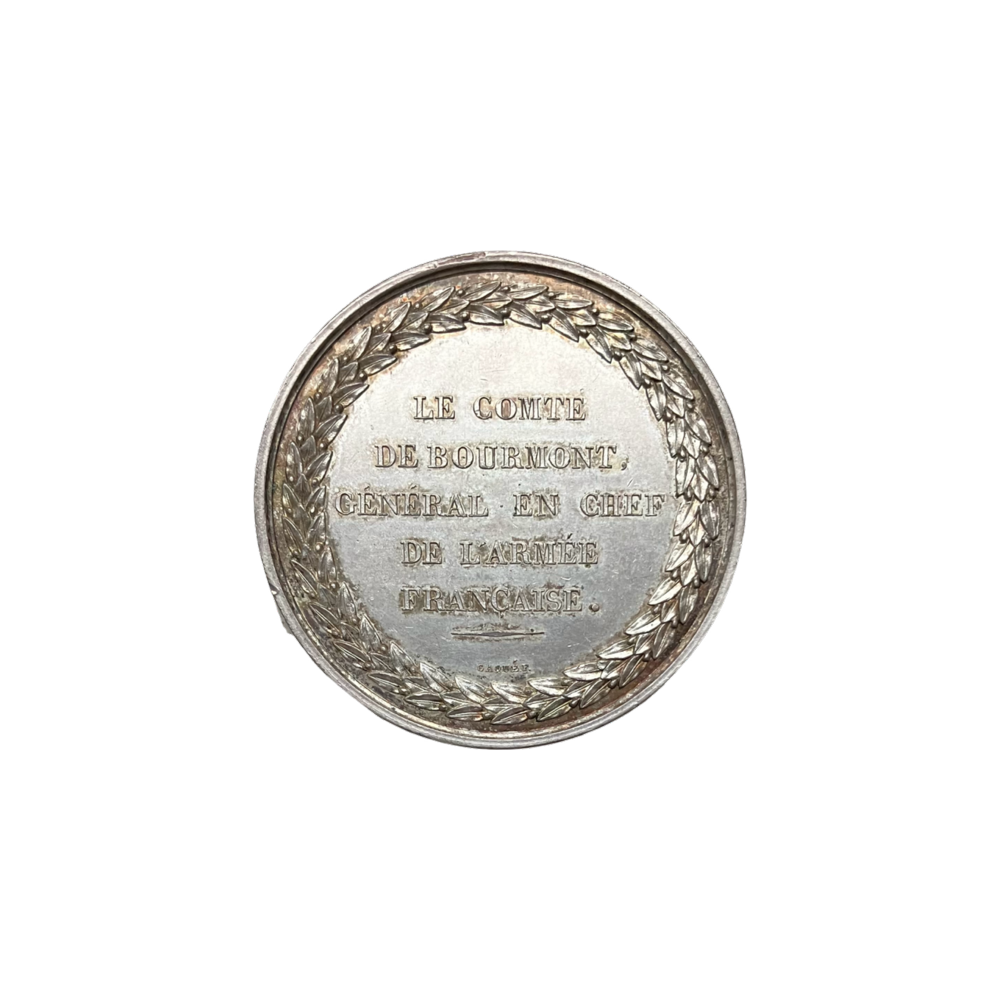 LE COMTE
DE BOURMONT,
GÉNÉRAL EN CHEF
DE L'ARMÉE
FRANÇAISE.